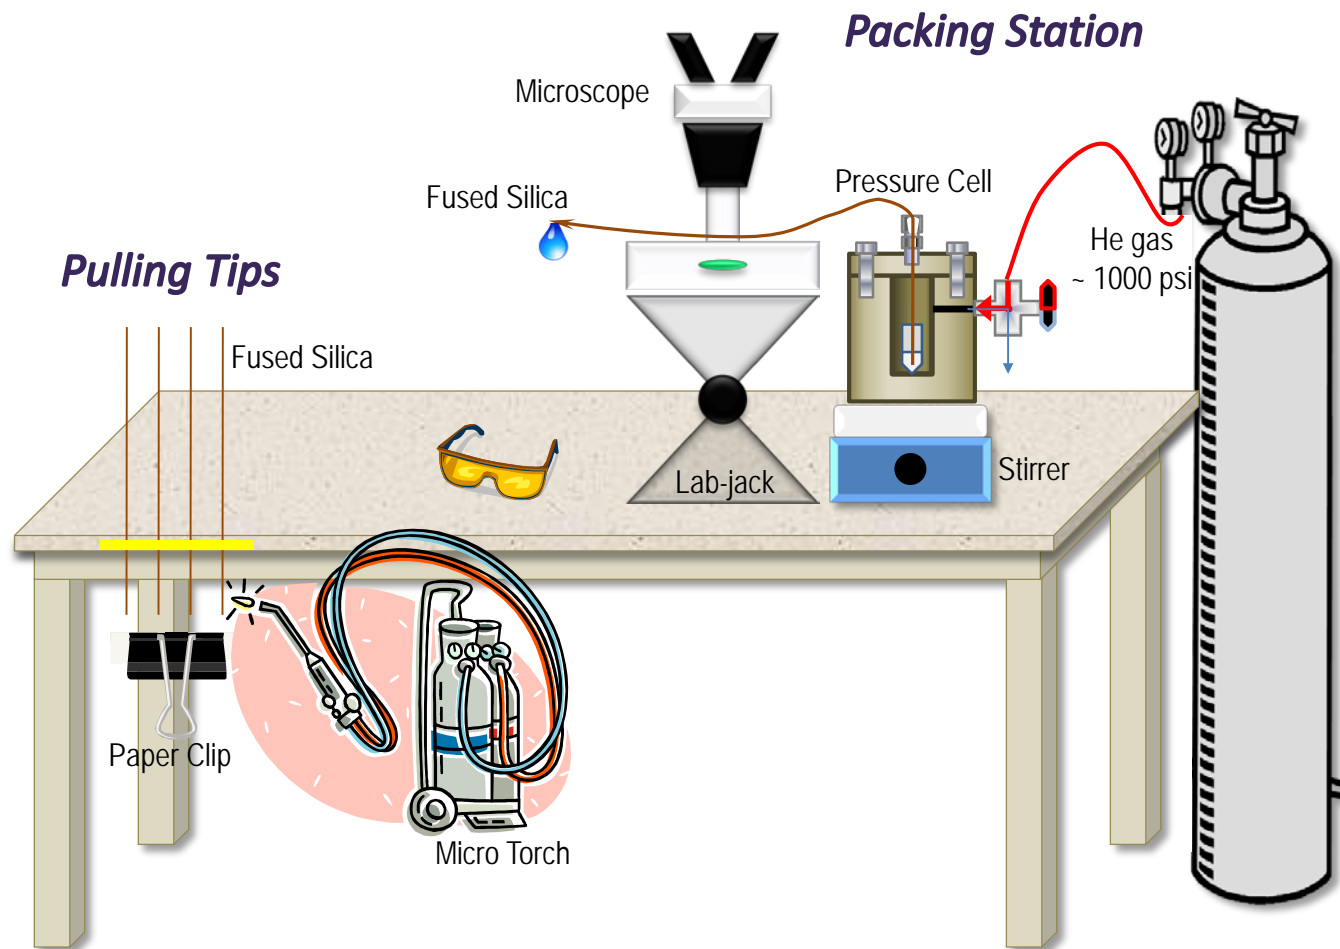 Packing Station
Microscope
Pressure Cell
Fused Silica
He gas
~ 1000 psi
Pulling Tips
Fused Silica
Lab-jack
Stirrer
Paper Clip
Micro Torch